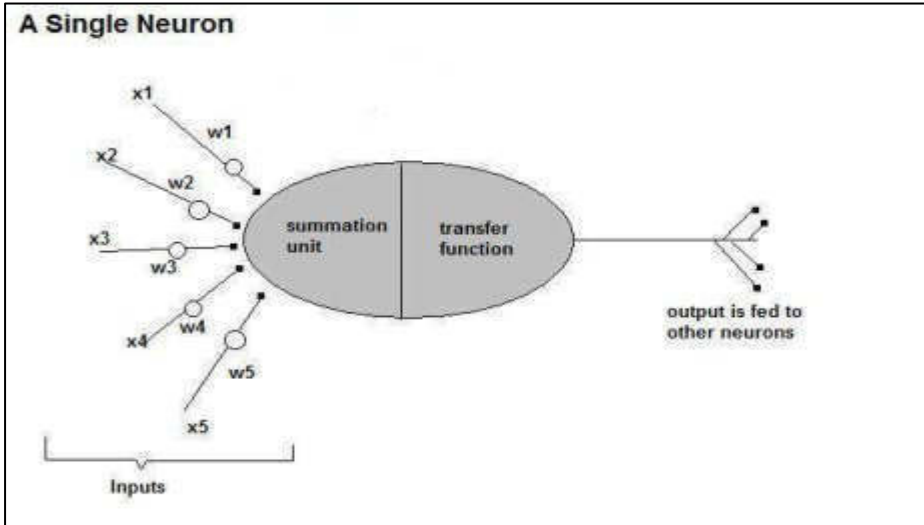 A Single Neuron
x1
w1
x2
w2
x3
w3
x4
w4
x5
w5
summation
unit
transfer
function
output is fed to
other neurons
Inputs